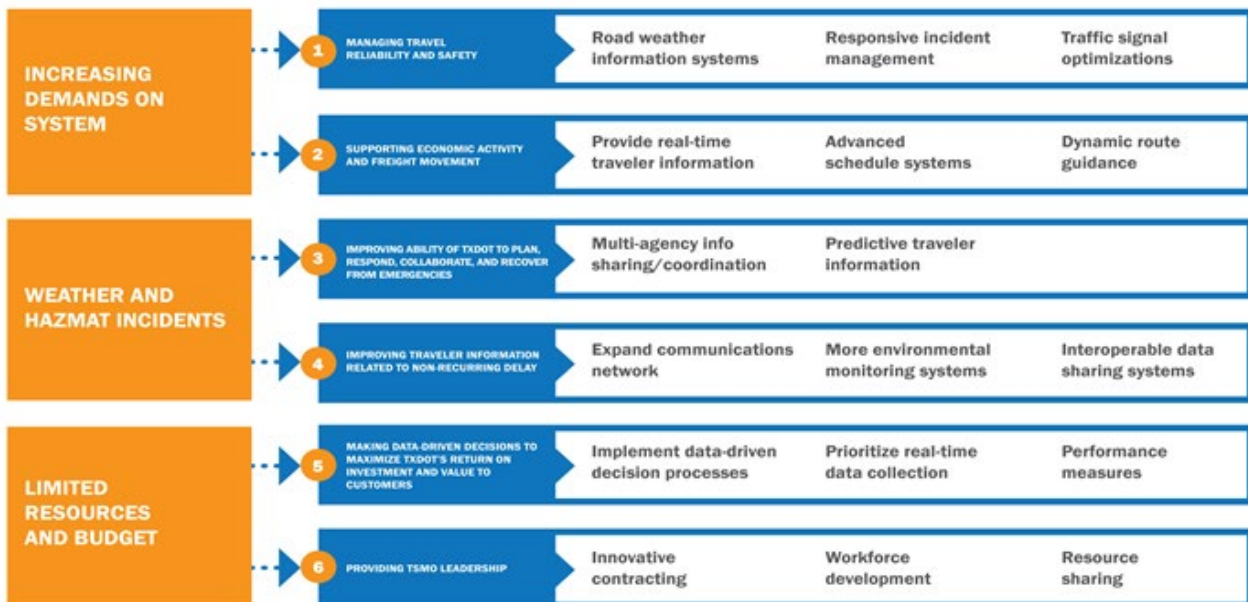 INCREASING
DEMANDS ON
SYSTEM
1
MANAGING TRAVEL
RELIABILITY AND SAFETY
Road weather
information systems
Responsive incident
management
Traffic signal
optimizations
2
SUPPORTING ECONOMIC ACTIVITY
AND FREIGHT MOVEMENT
Provide real-time
traveler information
Advanced
schedule systems
Dynamic route
guidance
WEATHER AND
HAZMAT INCIDENTS
3
IMPROVING ABILITY OF TXDOT TO PLAN,
RESPOND, COLLABORATE, AND RECOVER
FROM EMERGENCIES
Multi-agency info
sharing/coordination
Predictive traveler
information
4
IMPROVING TRAVELER INFORMATION
RELATED TO NON-RECURRING DELAY
Expand communications
network
More environmental
monitoring systems
Interoperable data
sharing systems
LIMITED
RESOURCES
AND BUDGET
5
MAKING DATA-DRIVEN DECISIONS TO
MAXIMIZE TXDOT'S RETURN ON
INVESTMENT AND VALUE TO
CUSTOMERS
Implement data-driven
decision processes
Prioritize real-time
data collection
Performance
measures
6
PROVIDING TSMO LEADERSHIP
Innovative
contracting
Workforce
development
Resource
sharing